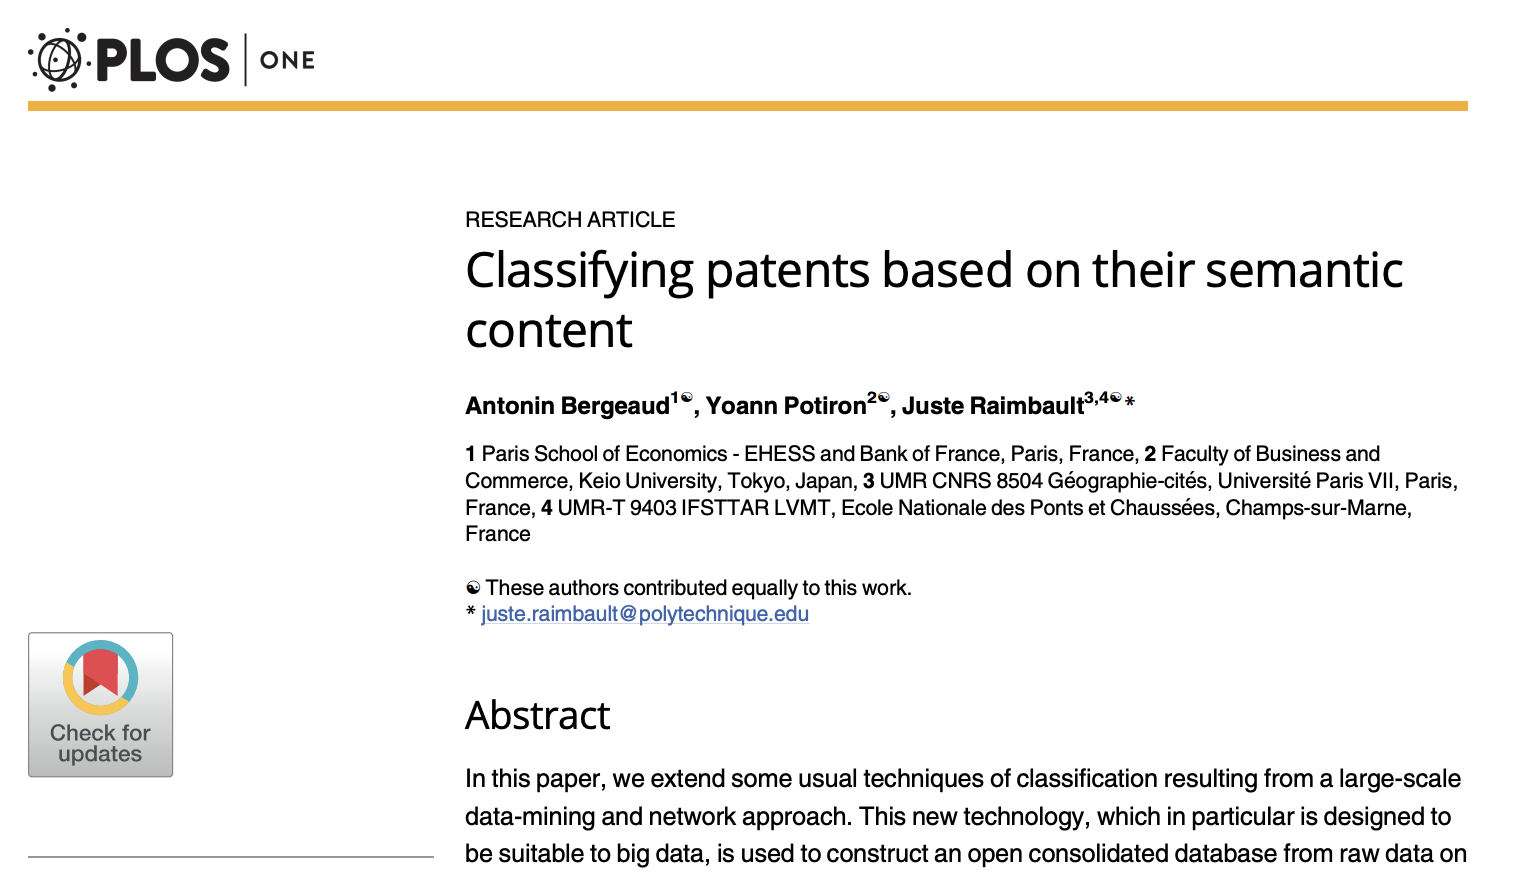 PLOS | ONE
RESEARCH ARTICLE
Classifying patents based on their semantic
content
Antonin Bergeaud1☯, Yoann Potiron2☯, Juste Raimbault3,4☯*
1 Paris School of Economics - EHESS and Bank of France, Paris, France, 2 Faculty of Business and
Commerce, Keio University, Tokyo, Japan, 3 UMR CNRS 8504 Géographie-cités, Université Paris VII, Paris,
France, 4 UMR-T 9403 IFSTTAR LVMT, Ecole Nationale des Ponts et Chaussées, Champs-sur-Marne,
France
☯ These authors contributed equally to this work.
* juste.raimbault@polytechnique.edu
Check for
updates
Abstract
In this paper, we extend some usual techniques of classification resulting from a large-scale
data-mining and network approach. This new technology, which in particular is designed to
be suitable to big data, is used to construct an open consolidated database from raw data on